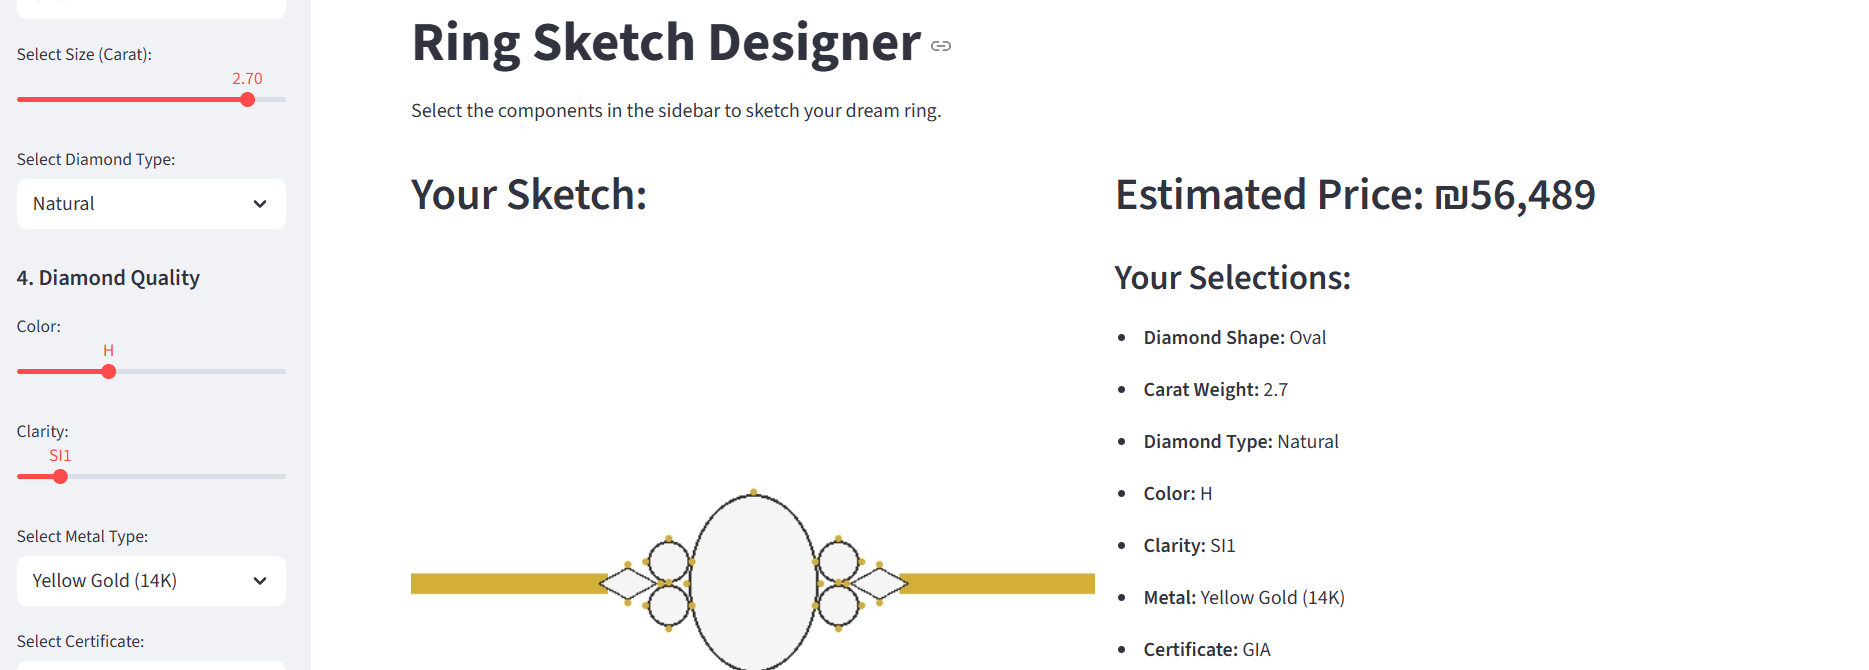 Select Size (Carat):
2.70
Select Diamond Type:
Natural
4. Diamond Quality
Color:
H
Clarity:
SI1
Select Metal Type:
Yellow Gold (14K)
Select Certificate:
Ring Sketch Designer
Select the components in the sidebar to sketch your dream ring.
Your Sketch:
Estimated Price: ₪56,489
Your Selections:
Diamond Shape: Oval
Carat Weight: 2.7
Diamond Type: Natural
Color: H
Clarity: SI1
Metal: Yellow Gold (14K)
Certificate: GIA